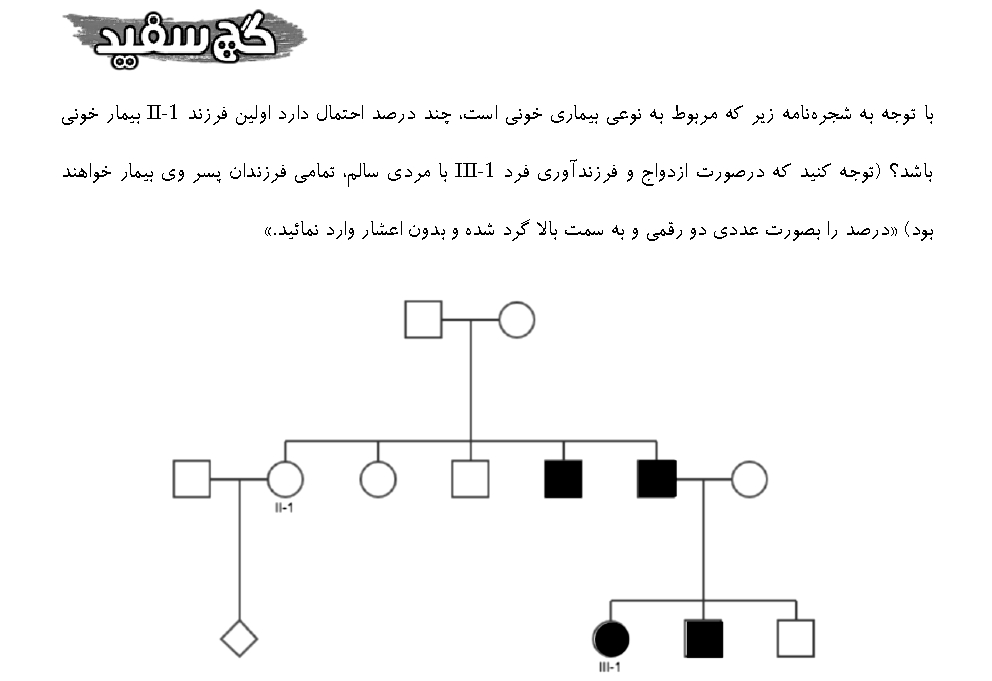 گچ سفید
با توجه به شجره‌نامه زیر که مربوط به نوعی بیماری خونی است، چند درصد احتمال دارد اولین فرزند II-1 بیمار خونی
باشد؟ (توجه کنید که درصورت ازدواج و فرزندآوری فرد III-1 با مردی سالم، تمامی فرزندان پسر وی بیمار خواهند
بود) «درصد را بصورت عددی دو رقمی و به سمت بالا گرد شده و بدون اعشار وارد نمائید.»
II-1
III-1